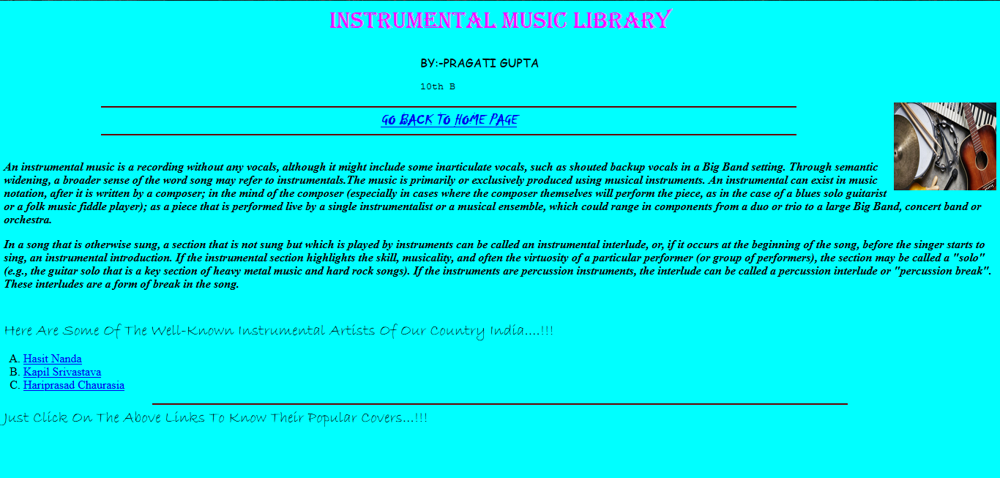 INSTRUMENTAL MUSIC LIBRARY
BY:-PRAGATI GUPTA
10th B
GO BACK TO HOME PAGE
An instrumental music is a recording without any vocals, although it might include some inarticulate vocals, such as shouted backup vocals in a Big Band setting. Through semantic
widening, a broader sense of the word song may refer to instrumentals.The music is primarily or exclusively produced using musical instruments. An instrumental can exist in music
notation, after it is written by a composer; in the mind of the composer (especially in cases where the composer themselves will perform the piece, as in the case of a blues solo guitarist
or a folk music fiddle player); as a piece that is performed live by a single instrumentalist or a musical ensemble, which could range in components from a duo or trio to a large Big Band, concert band or
orchestra.
In a song that is otherwise sung, a section that is not sung but which is played by instruments can be called an instrumental interlude, or, if it occurs at the beginning of the song, before the singer starts to
sing, an instrumental introduction. If the instrumental section highlights the skill, musicality, and often the virtuosity of a particular performer (or group of performers), the section may be called a "solo"
(e.g., the guitar solo that is a key section of heavy metal music and hard rock songs). If the instruments are percussion instruments, the interlude can be called a percussion interlude or "percussion break".
These interludes are a form of break in the song.
Here Are Some Of The Well-Known Instrumental Artists Of Our Country India....!!!
A. Hasit Nanda
B. Kapil Srivastava
C. Hariprasad Chaurasia
Just Click On The Above Links To Know Their Popular Covers...!!!